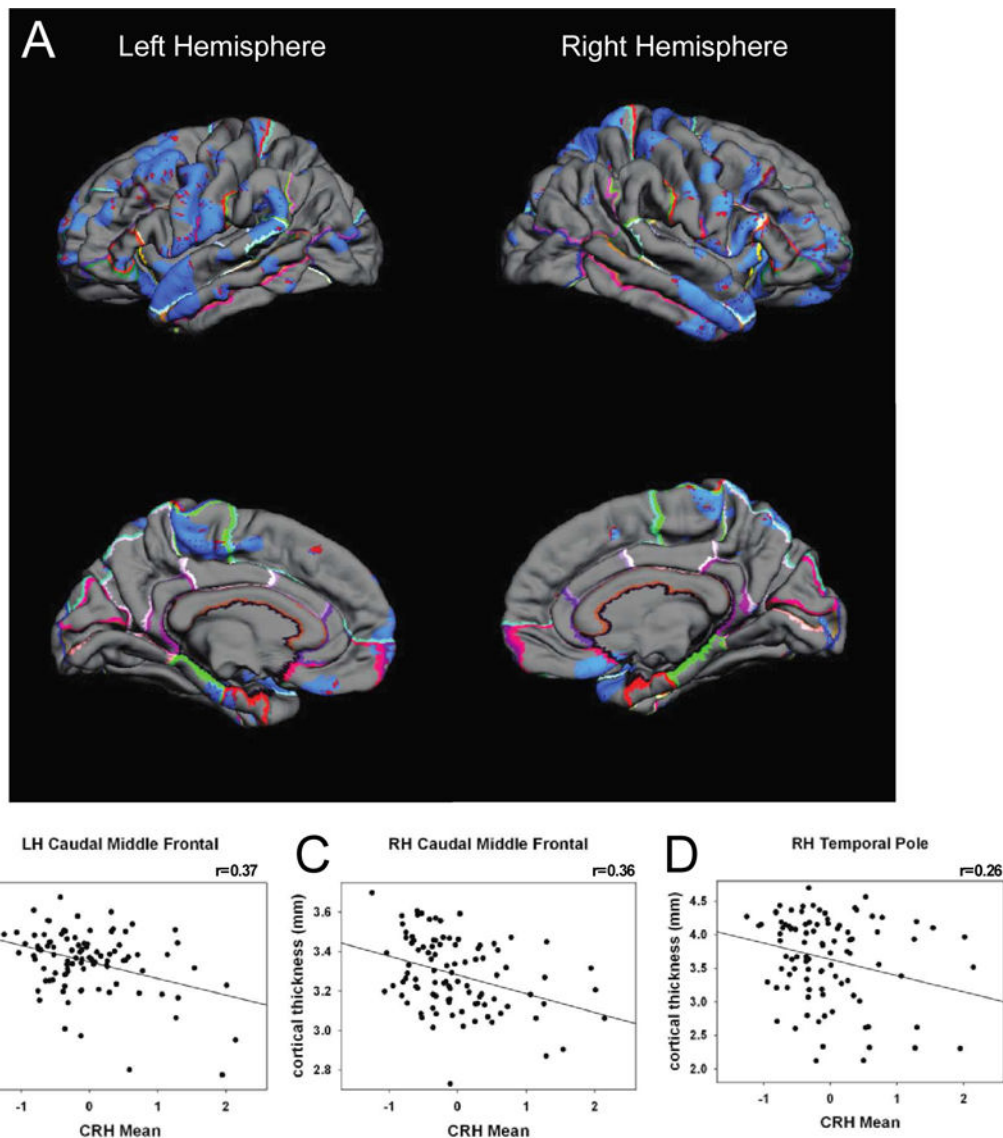 A
Left Hemisphere
Right Hemisphere
LH Caudal Middle Frontal
r=0.37
-1 0 1 2
CRH Mean
C
RH Caudal Middle Frontal
r=0.36
cortical thickness (mm)
3.6
3.4
3.2
3.0
2.8
-1 0 1 2
CRH Mean
D
RH Temporal Pole
r=0.26
cortical thickness (mm)
4.5
4.0
3.5
3.0
2.5
2.0
-1 0 1 2
CRH Mean